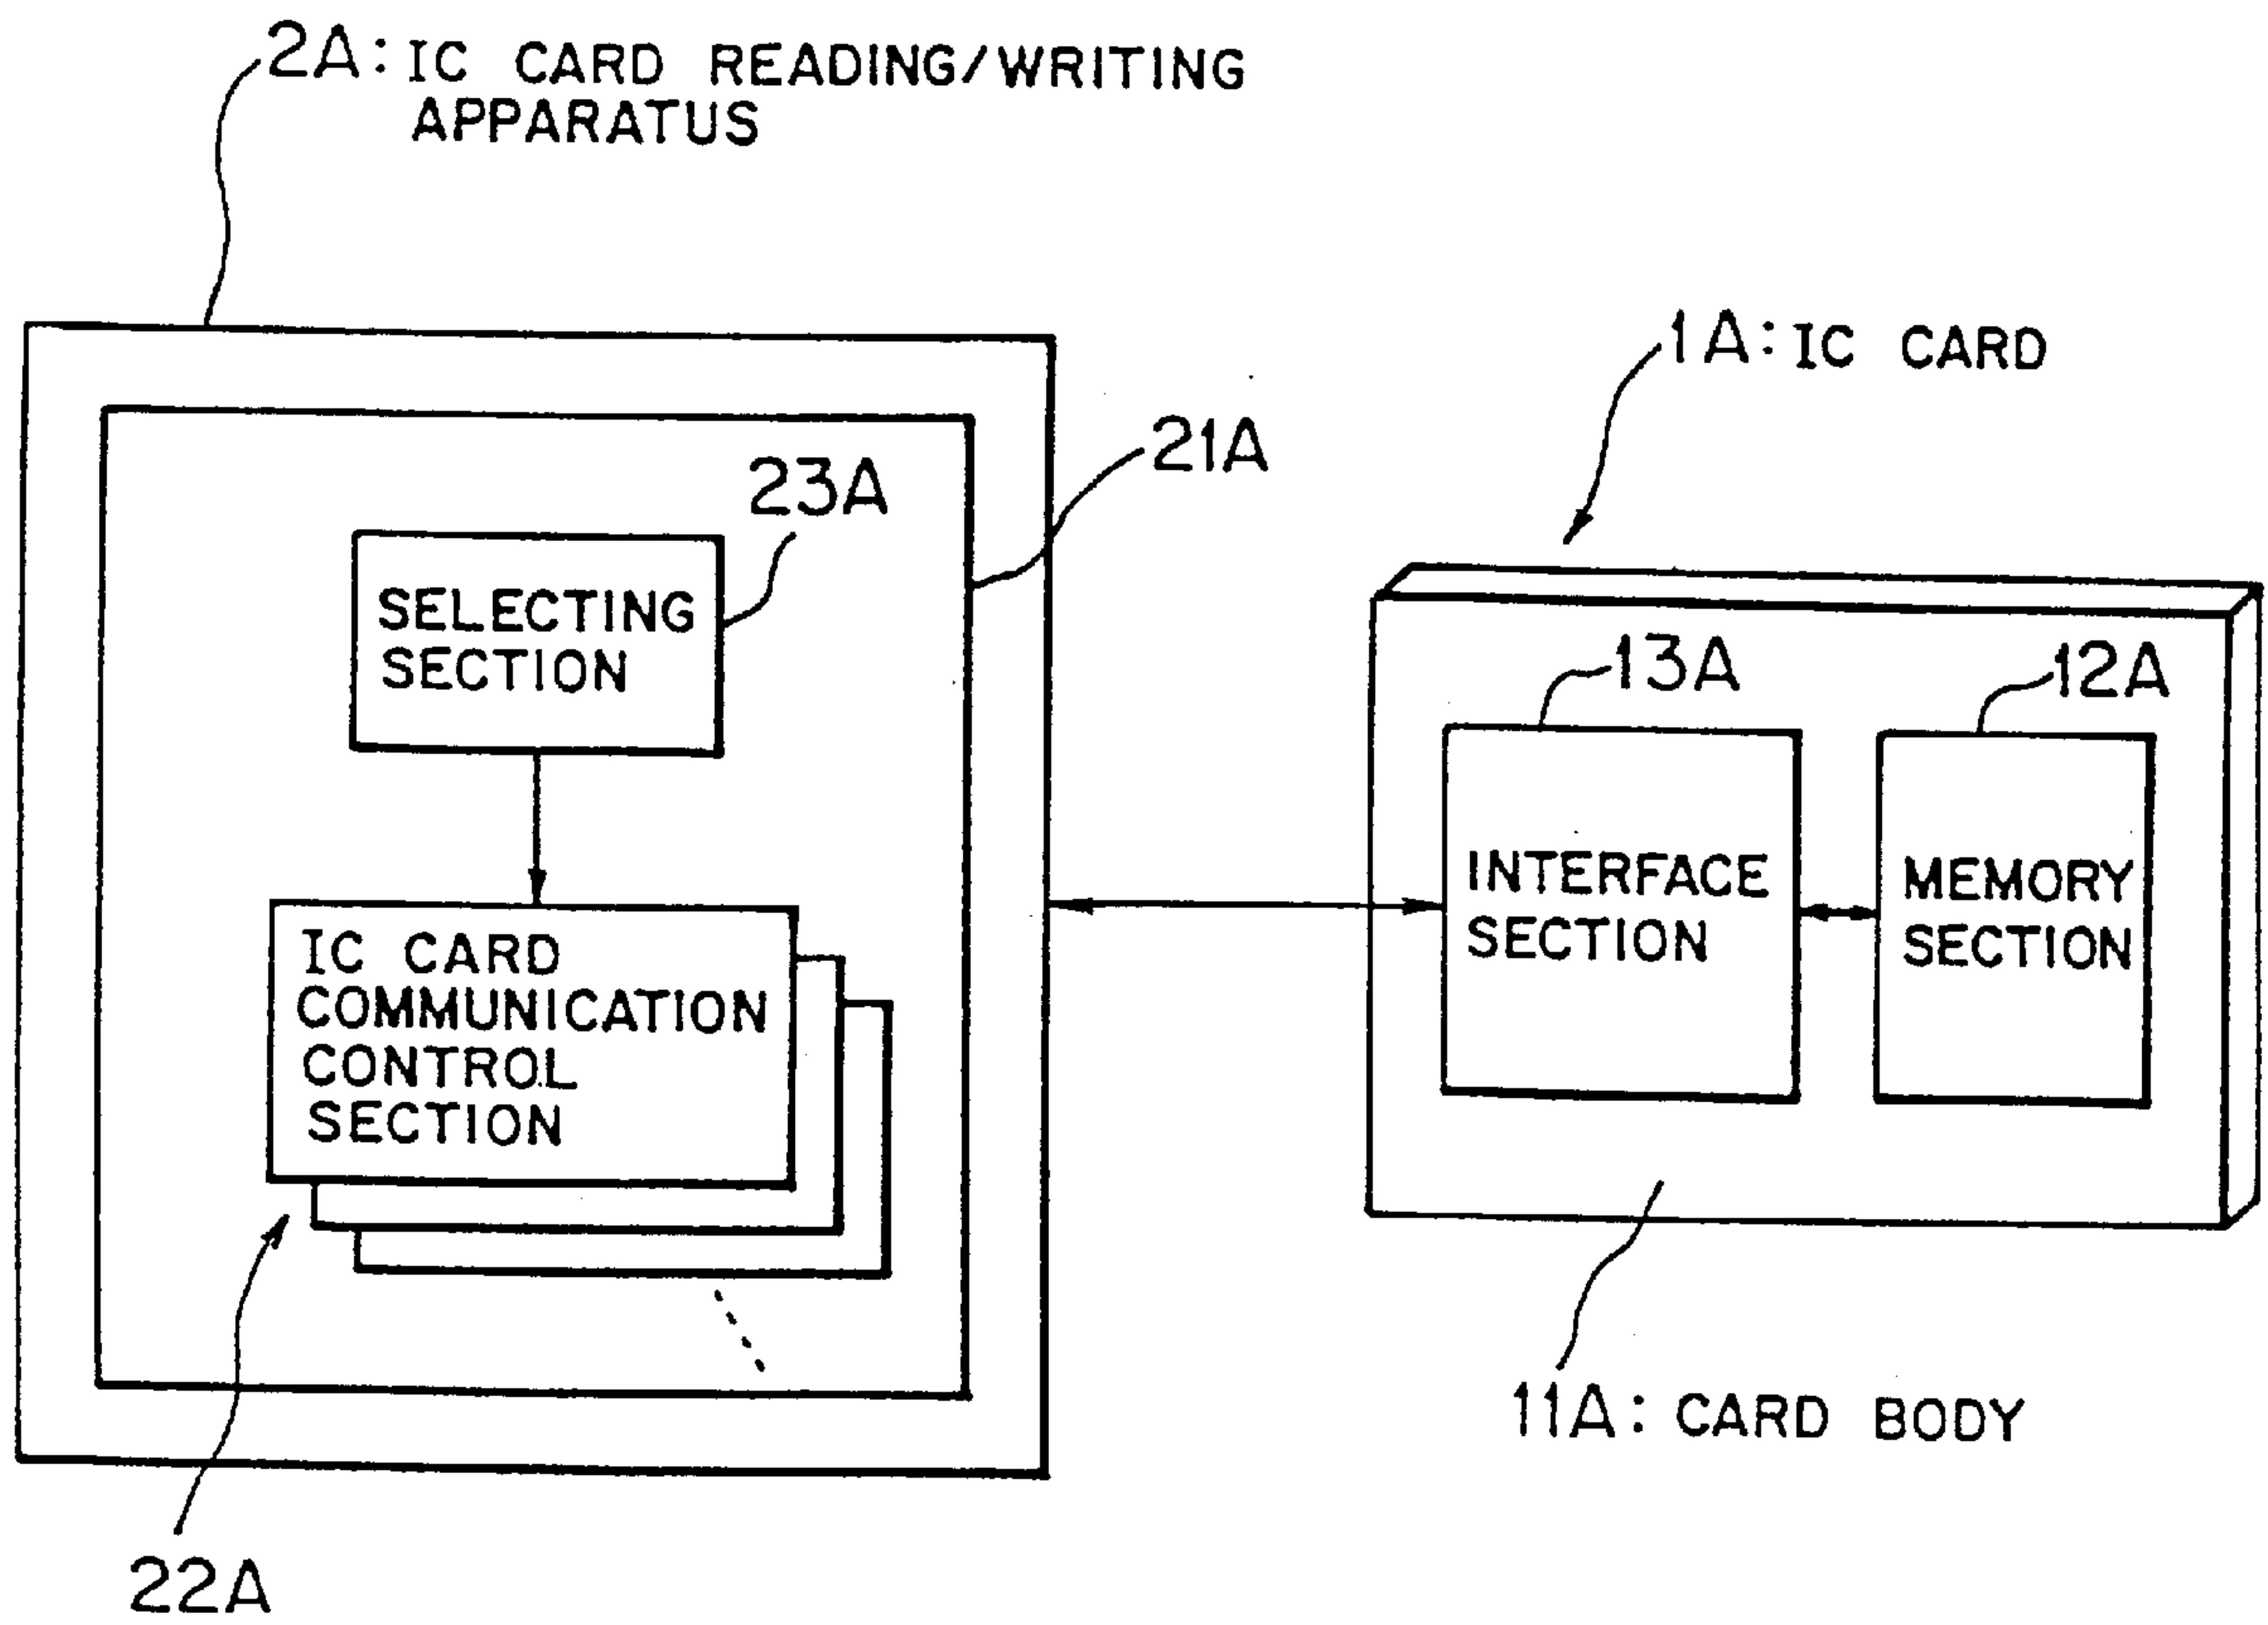 2A: IC CARD READING/WRITING
APPARATUS
1A: IC CARD
21A
23A
SELECTING
SECTION
13A
12A
INTERFACE
SECTION
MEMORY
SECTION
IC CARD
COMMUNICATION
CONTROL
SECTION
11A: CARD BODY
22A